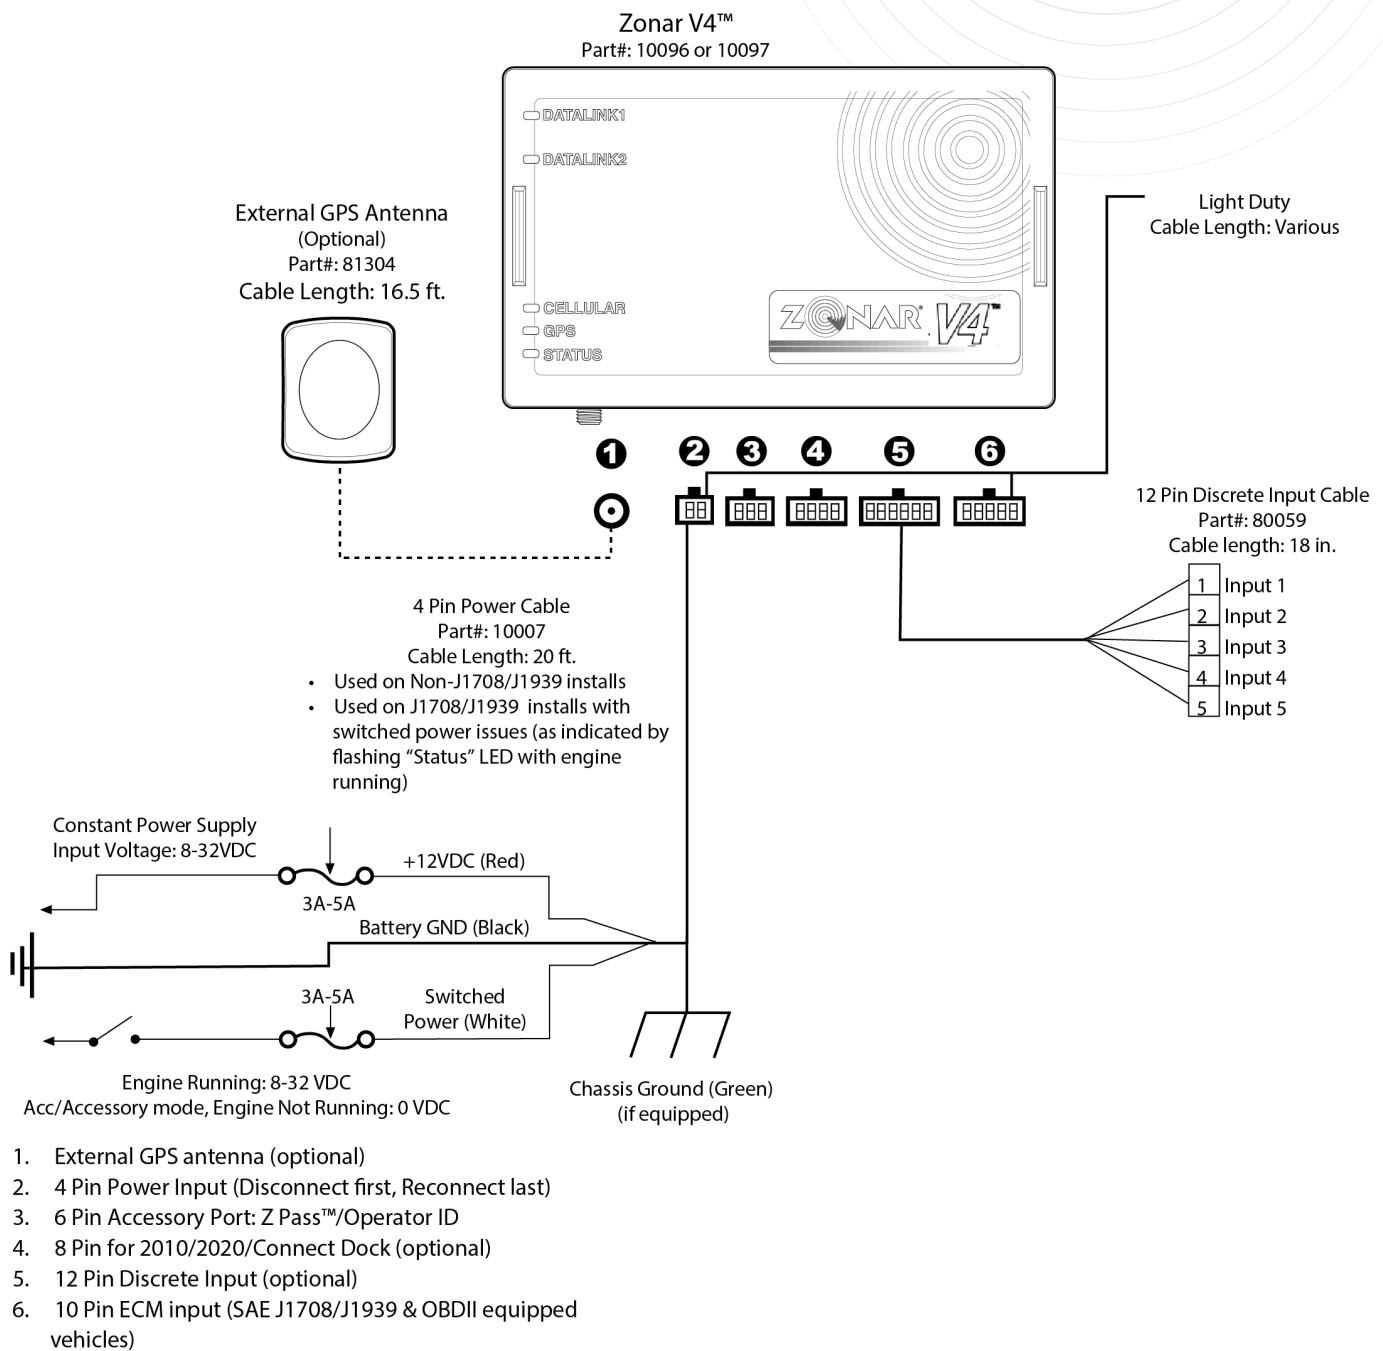 Zonar V4™
Part#: 10096 or 10097
DATALINK1
DATALINK2
CELLULAR
GPS
STATUS
ZONAR® V4™
External GPS Antenna
(Optional)
Part#: 81304
Cable Length: 16.5 ft.
Light Duty
Cable Length: Various
1
2
3
4
5
6
12 Pin Discrete Input Cable
Part#: 80059
Cable length: 18 in.
1 Input 1
2 Input 2
3 Input 3
4 Input 4
5 Input 5
4 Pin Power Cable
Part#: 10007
Cable Length: 20 ft.
• Used on Non-J1708/J1939 installs
• Used on J1708/J1939 installs with
switched power issues (as indicated by
flashing “Status” LED with engine
running)
Constant Power Supply
Input Voltage: 8-32VDC
+12VDC (Red)
3A-5A
Battery GND (Black)
3A-5A
Switched
Power (White)
Engine Running: 8-32 VDC
Acc/Accessory mode, Engine Not Running: 0 VDC
Chassis Ground (Green)
(if equipped)
1. External GPS antenna (optional)
2. 4 Pin Power Input (Disconnect first, Reconnect last)
3. 6 Pin Accessory Port: Z Pass™/Operator ID
4. 8 Pin for 2010/2020/Connect Dock (optional)
5. 12 Pin Discrete Input (optional)
6. 10 Pin ECM input (SAE J1708/J1939 & OBDII equipped
vehicles)